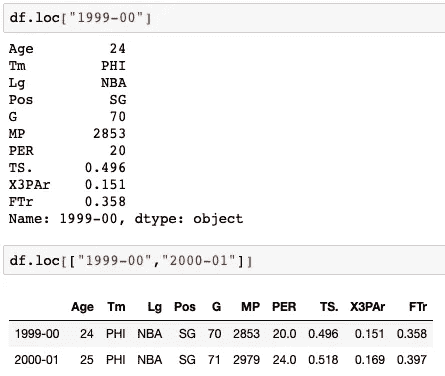 df.loc["1999-00"]
Age 24
Tm PHI
Lg NBA
Pos SG
G 70
MP 2853
PER 20
TS. 0.496
X3PAr 0.151
FTr 0.358
Name: 1999-00, dtype: object
df.loc[["1999-00","2000-01"]]
Age Tm Lg Pos G MP PER TS. X3PAr FTr
1999-00 24 PHI NBA SG 70 2853 20.0 0.496 0.151 0.358
2000-01 25 PHI NBA SG 71 2979 24.0 0.518 0.169 0.397